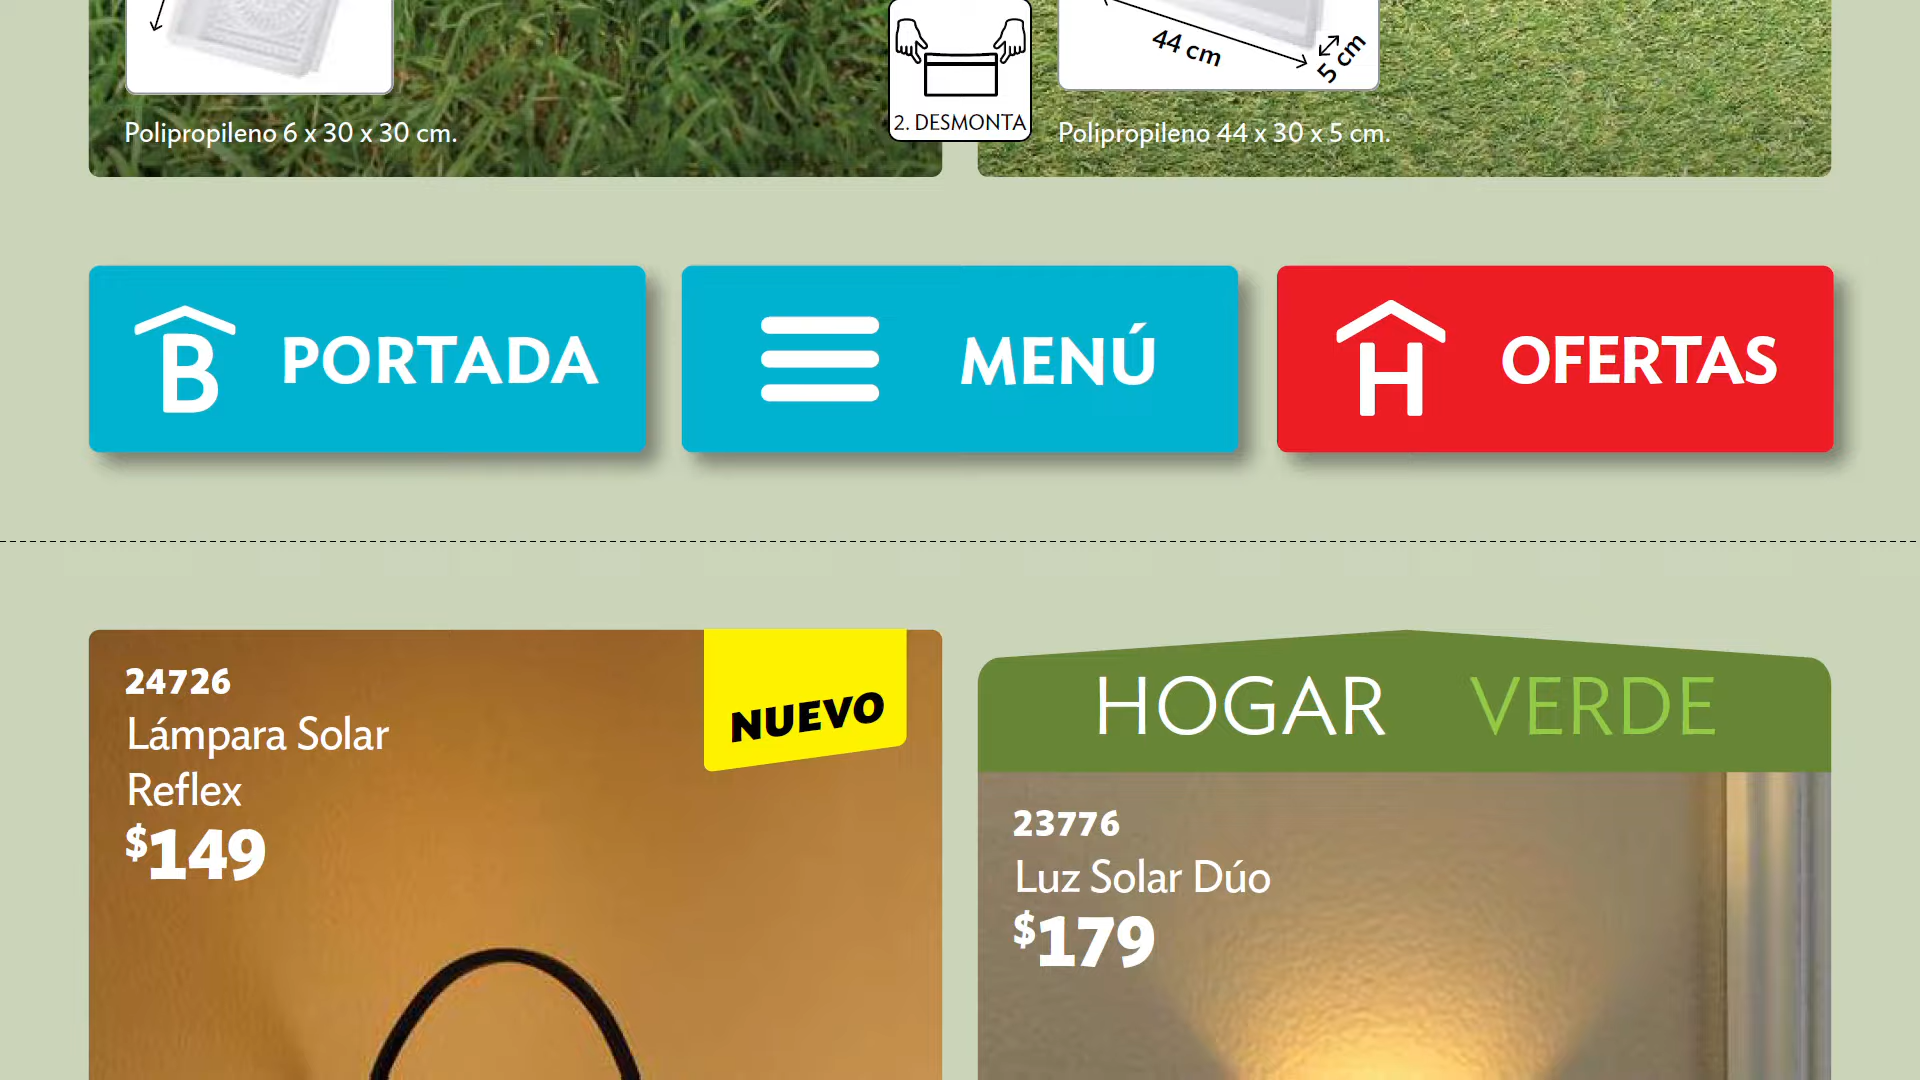 44 cm
5 cm
2. DESMONTA
Polipropileno 6 x 30 x 30 cm.
Polipropileno 44 x 30 x 5 cm.
B PORTADA
MENÚ
H OFERTAS
24726
Lámpara Solar
Reflex
$149
NUEVO
HOGAR VERDE
23776
Luz Solar Dúo
$179